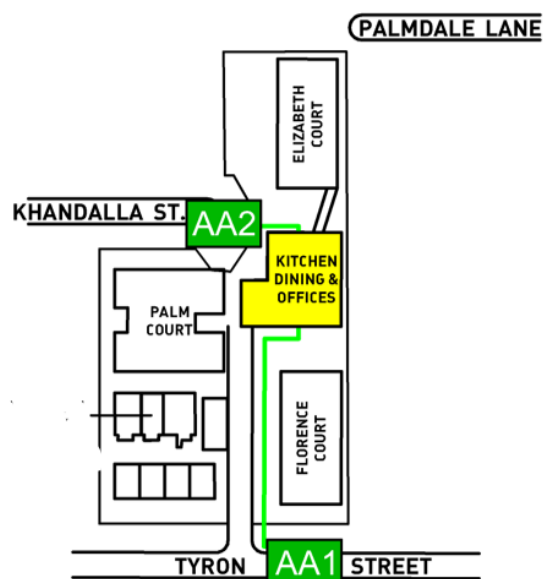 PALMDALE LANE
ELIZABETH
COURT
KHANDALLA ST.
AA2
KITCHEN
DINING &
OFFICES
PALM
COURT
FLORENCE
COURT
TYRON
AA1
STREET